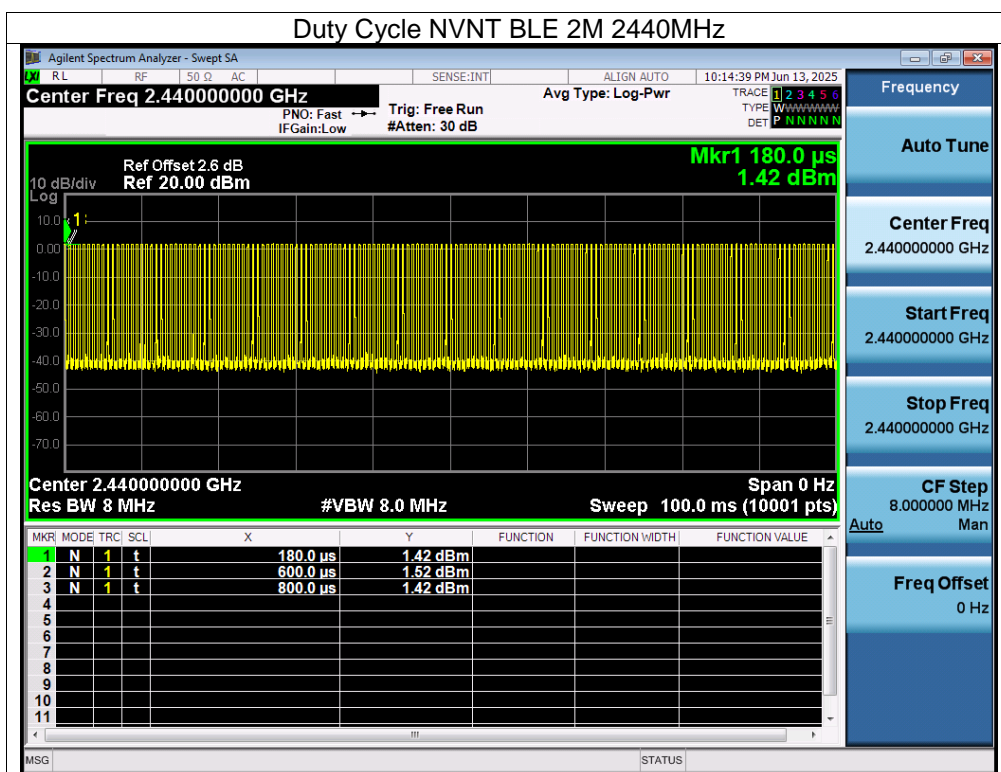 Duty Cycle NVNT BLE 2M 2440MHz
Agilent Spectrum Analyzer - Swept SA
LXI RL RF 50 Ω AC SENSE:INT ALIGN AUTO 10:14:39 PM Jun 13, 2025
Center Freq 2.440000000 GHz Avg Type: Log-Pwr TRACE 1 2 3 4 5 6
PNO: Fast Trig: Free Run TYPE WWWWWWW
IFGain:Low #Atten: 30 dB DET P N N N N N
Mkr1 180.0 µs
1.42 dBm
Ref Offset 2.6 dB
10 dB/div Ref 20.00 dBm
Log
10.0
0.00
-10.0
-20.0
-30.0
-40.0
-50.0
-60.0
-70.0
1
Center 2.440000000 GHz Span 0 Hz
Res BW 8 MHz #VBW 8.0 MHz Sweep 100.0 ms (10001 pts)
MKR MODE TRC SCL X Y FUNCTION FUNCTION WIDTH FUNCTION VALUE
1 N 1 t 180.0 µs 1.42 dBm
2 N 1 t 600.0 µs 1.52 dBm
3 N 1 t 800.0 µs 1.42 dBm
4
5
6
7
8
9
10
11
MSG STATUS
Frequency
Auto Tune
Center Freq
2.440000000 GHz
Start Freq
2.440000000 GHz
Stop Freq
2.440000000 GHz
CF Step
8.000000 MHz
Auto Man
Freq Offset
0 Hz